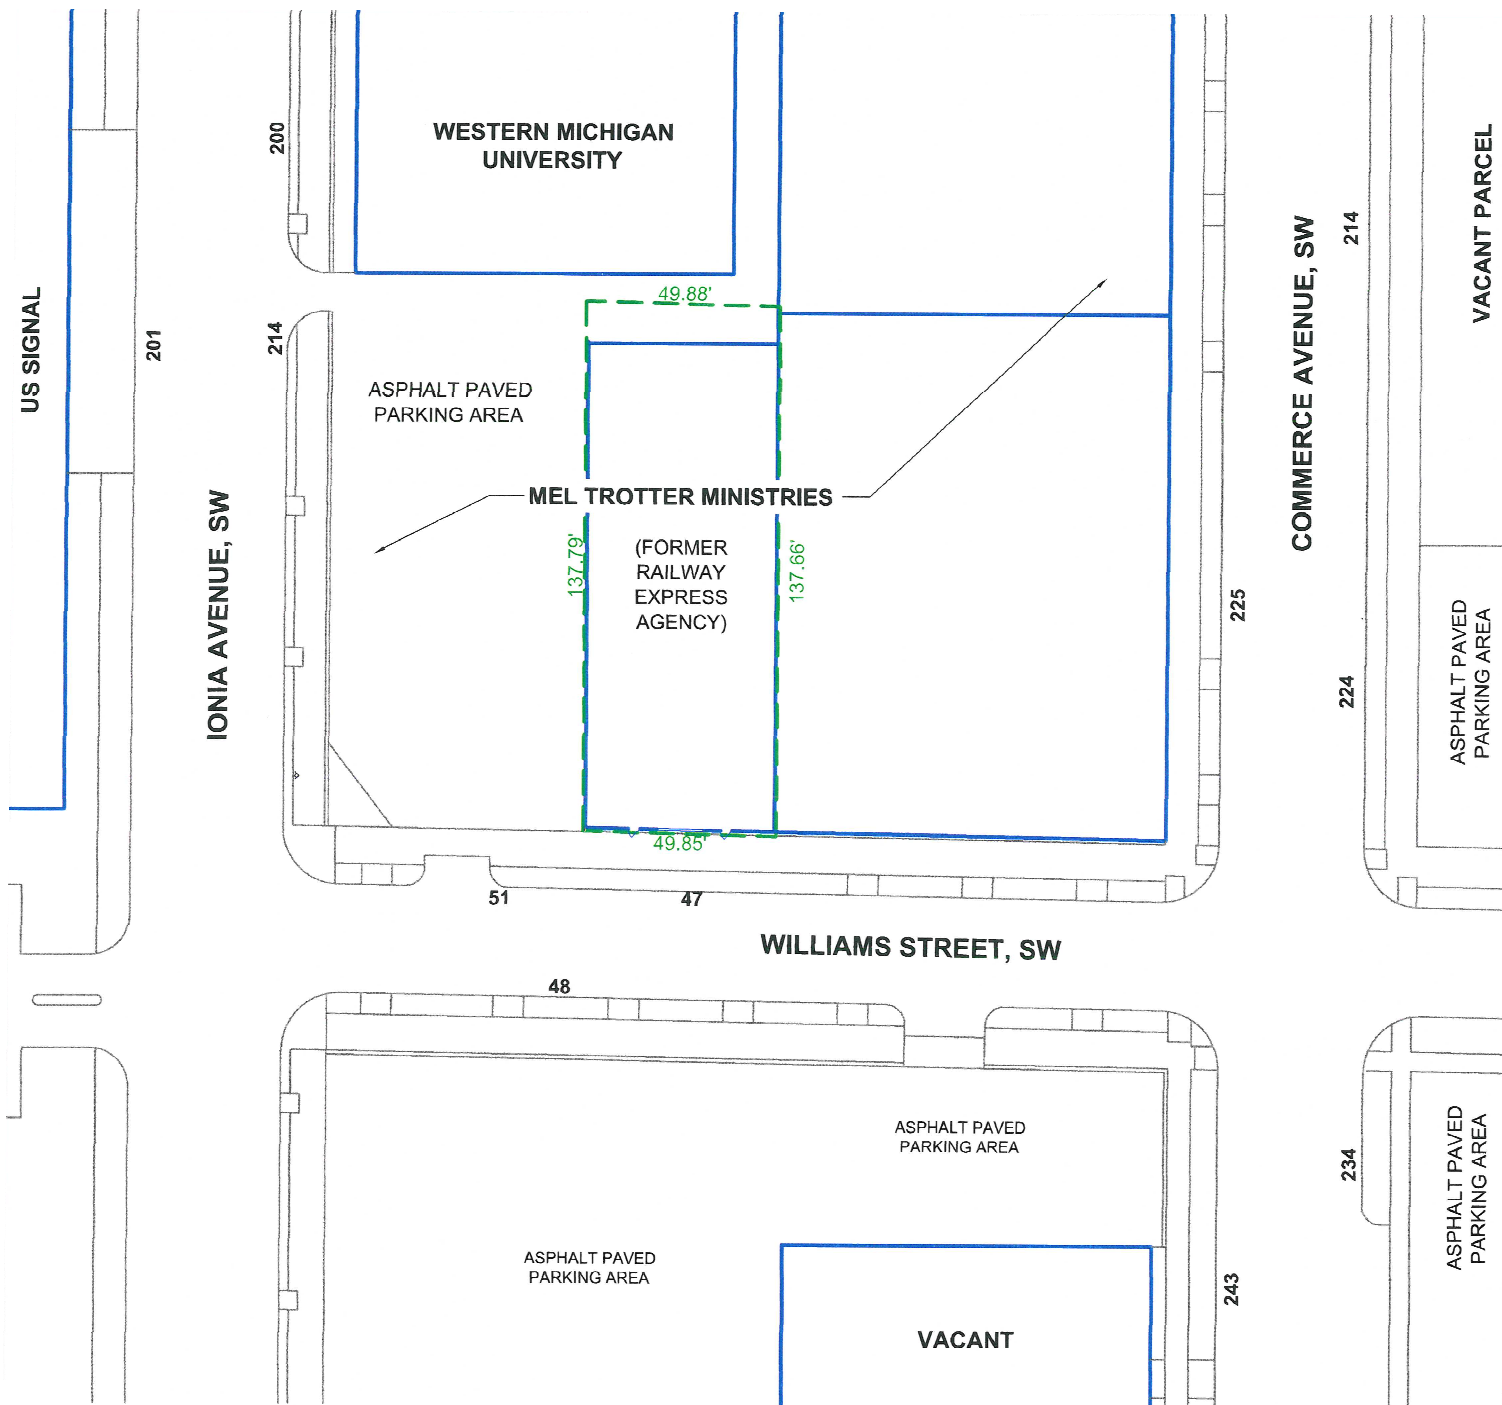 WESTERN MICHIGAN
UNIVERSITY
200
US SIGNAL
201
214
IONIA AVENUE, SW
49.88'
ASPHALT PAVED
PARKING AREA
MEL TROTTER MINISTRIES
(FORMER
RAILWAY
EXPRESS
AGENCY)
137.79'
137.66'
49.85'
225
COMMERCE AVENUE, SW
214
VACANT PARCEL
224
ASPHALT PAVED
PARKING AREA
51
47
WILLIAMS STREET, SW
48
ASPHALT PAVED
PARKING AREA
ASPHALT PAVED
PARKING AREA
VACANT
243
234
ASPHALT PAVED
PARKING AREA